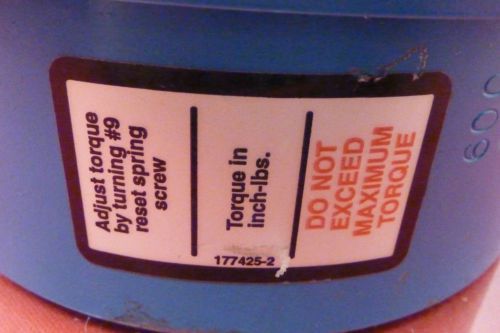 Adjust torque
by turning #9
reset spring
screw
Torque in
inch-lbs.
DO NOT
EXCEED
MAXIMUM
TORQUE
177425-2
600